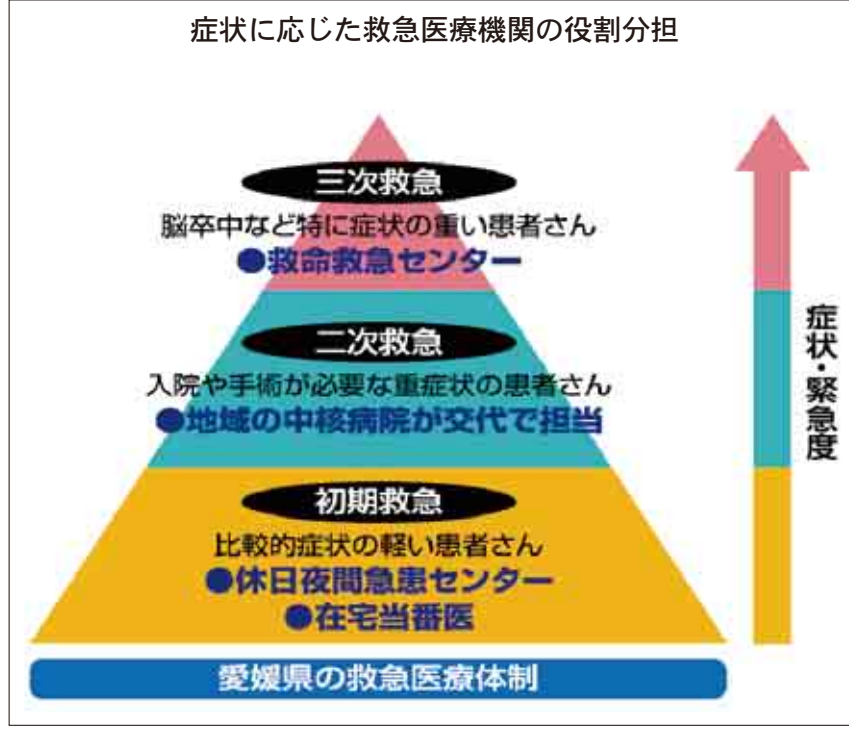 症状に応じた救急医療機関の役割分担
三次救急
脳卒中など特に症状の重い患者さん
●救命救急センター
二次救急
入院や手術が必要な重症状の患者さん
●地域の中核病院が交代で担当
初期救急
比較的症状の軽い患者さん
●休日夜間急患センター
●在宅当番医
愛媛県の救急医療体制
症状・緊急度